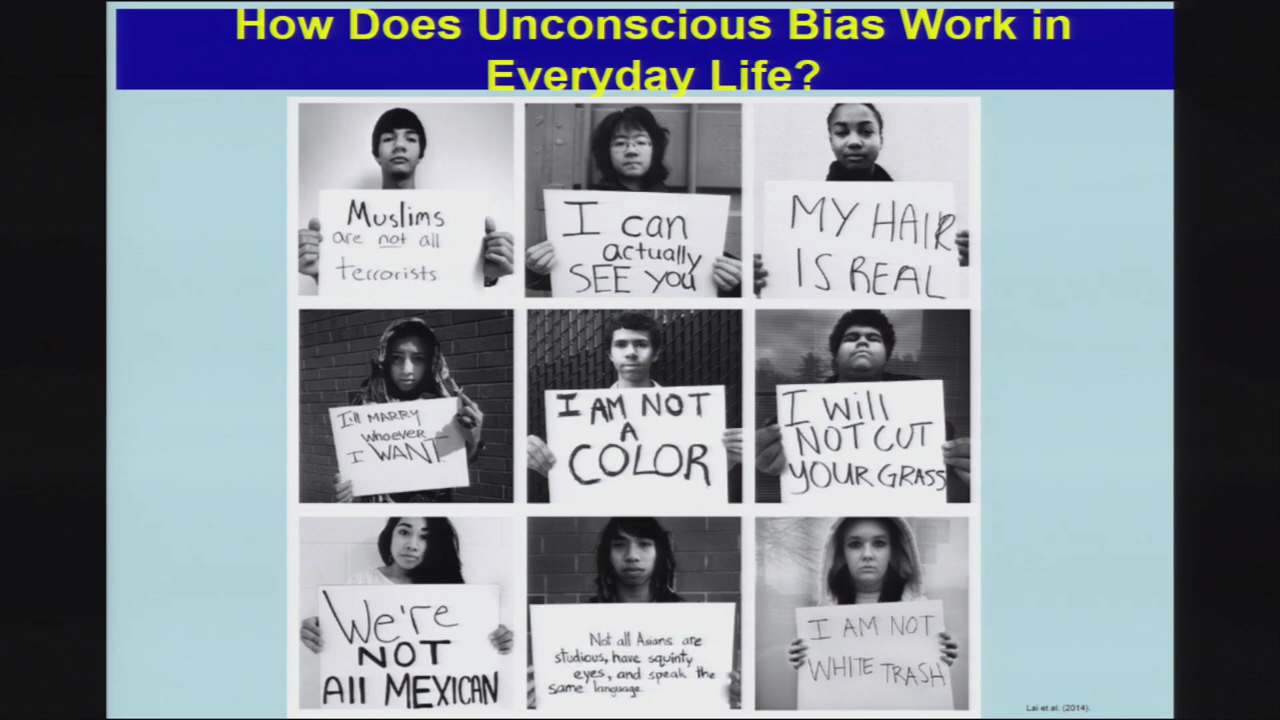 How Does Unconscious Bias Work in
Everyday Life?
Muslims
are not all
terrorists
I can
actually
SEE you
MY HAIR
IS REAL
I'll MARRY
Whoever
I WANT.
I AM NOT
A
COLOR
I will
NOT CUT
YOUR GRASS
We're
NOT
All MEXICAN
Not all Asians are
studious, have squinty
eyes, and speak the
same language.
I AM NOT
WHITE TRASH
Lai et al. (2014).